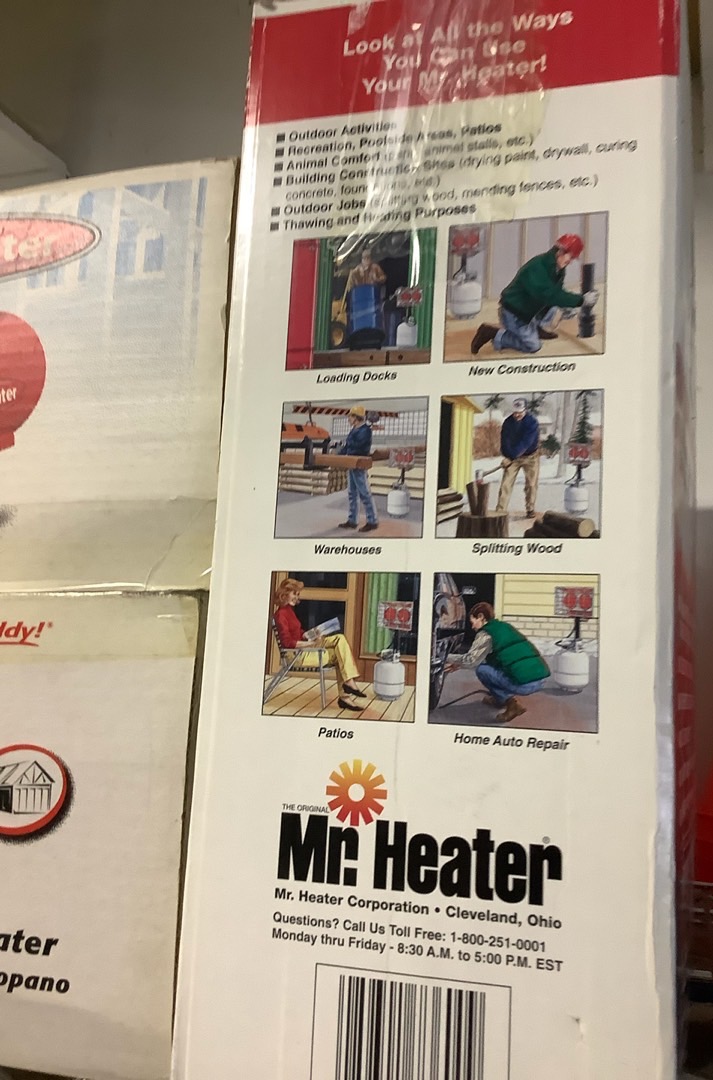 Look at All the Ways
You Can Use
Your Mr. Heater!
■ Outdoor Activities
■ Recreation, Poolside Areas, Patios
■ Animal Comfort animal stalls, etc.)
■ Building Construction Sites (drying paint, drywall, curing
concrete, etc.)
■ Outdoor Jobs (splitting wood, mending fences, etc.)
■ Thawing and Heating Purposes
Loading Docks
New Construction
Warehouses
Splitting Wood
Patios
Home Auto Repair
THE ORIGINAL
Mr. Heater®
Mr. Heater Corporation • Cleveland, Ohio
Questions? Call Us Toll Free: 1-800-251-0001
Monday thru Friday - 8:30 A.M. to 5:00 P.M. EST
ter
ter
ddy!®
ater
opano